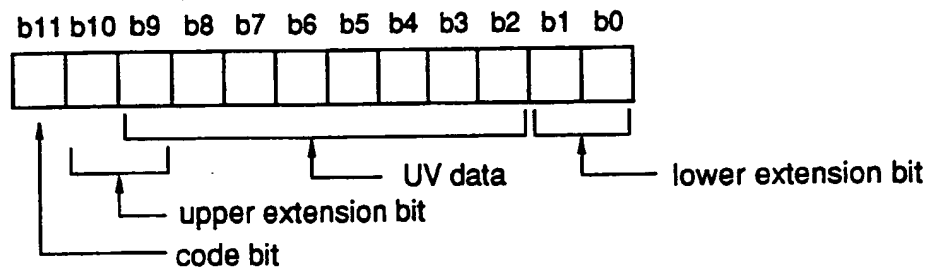 b11 b10 b9 b8 b7 b6 b5 b4 b3 b2 b1 b0
UV data
lower extension bit
upper extension bit
code bit